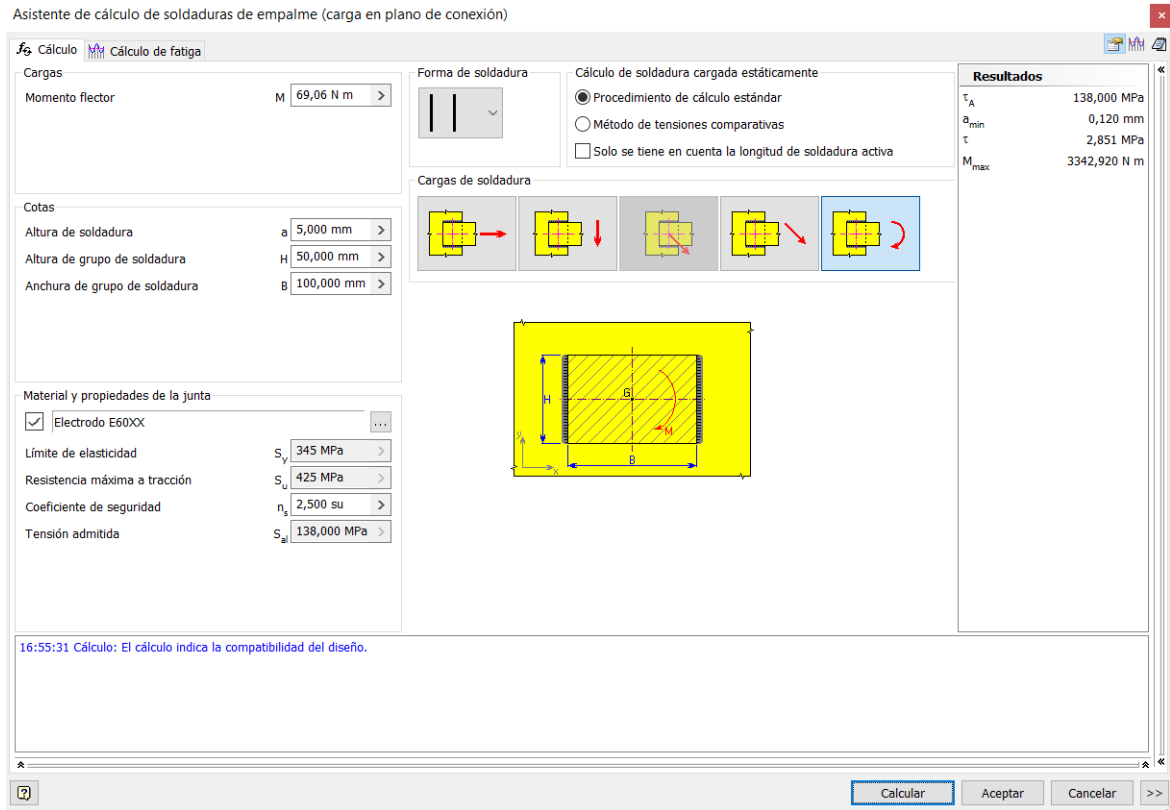 Asistente de cálculo de soldaduras de empalme (carga en plano de conexión)
Cálculo
Cálculo de fatiga
Cargas
Momento flector M 69,06 N m >
Forma de soldadura
Cálculo de soldadura cargada estáticamente
Procedimiento de cálculo estándar
Método de tensiones comparativas
Solo se tiene en cuenta la longitud de soldadura activa
Resultados
τA 138,000 MPa
amin 0,120 mm
τ 2,851 MPa
Mmax 3342,920 N m
Cargas de soldadura
Cotas
Altura de soldadura a 5,000 mm >
Altura de grupo de soldadura H 50,000 mm >
Anchura de grupo de soldadura B 100,000 mm >
H
G
M
B
y
x
Material y propiedades de la junta
Electrodo E60XX ...
Límite de elasticidad Sy 345 MPa >
Resistencia máxima a tracción Su 425 MPa >
Coeficiente de seguridad ns 2,500 su >
Tensión admitida Sal 138,000 MPa >
16:55:31 Cálculo: El cálculo indica la compatibilidad del diseño.
Calcular
Aceptar
Cancelar
>>